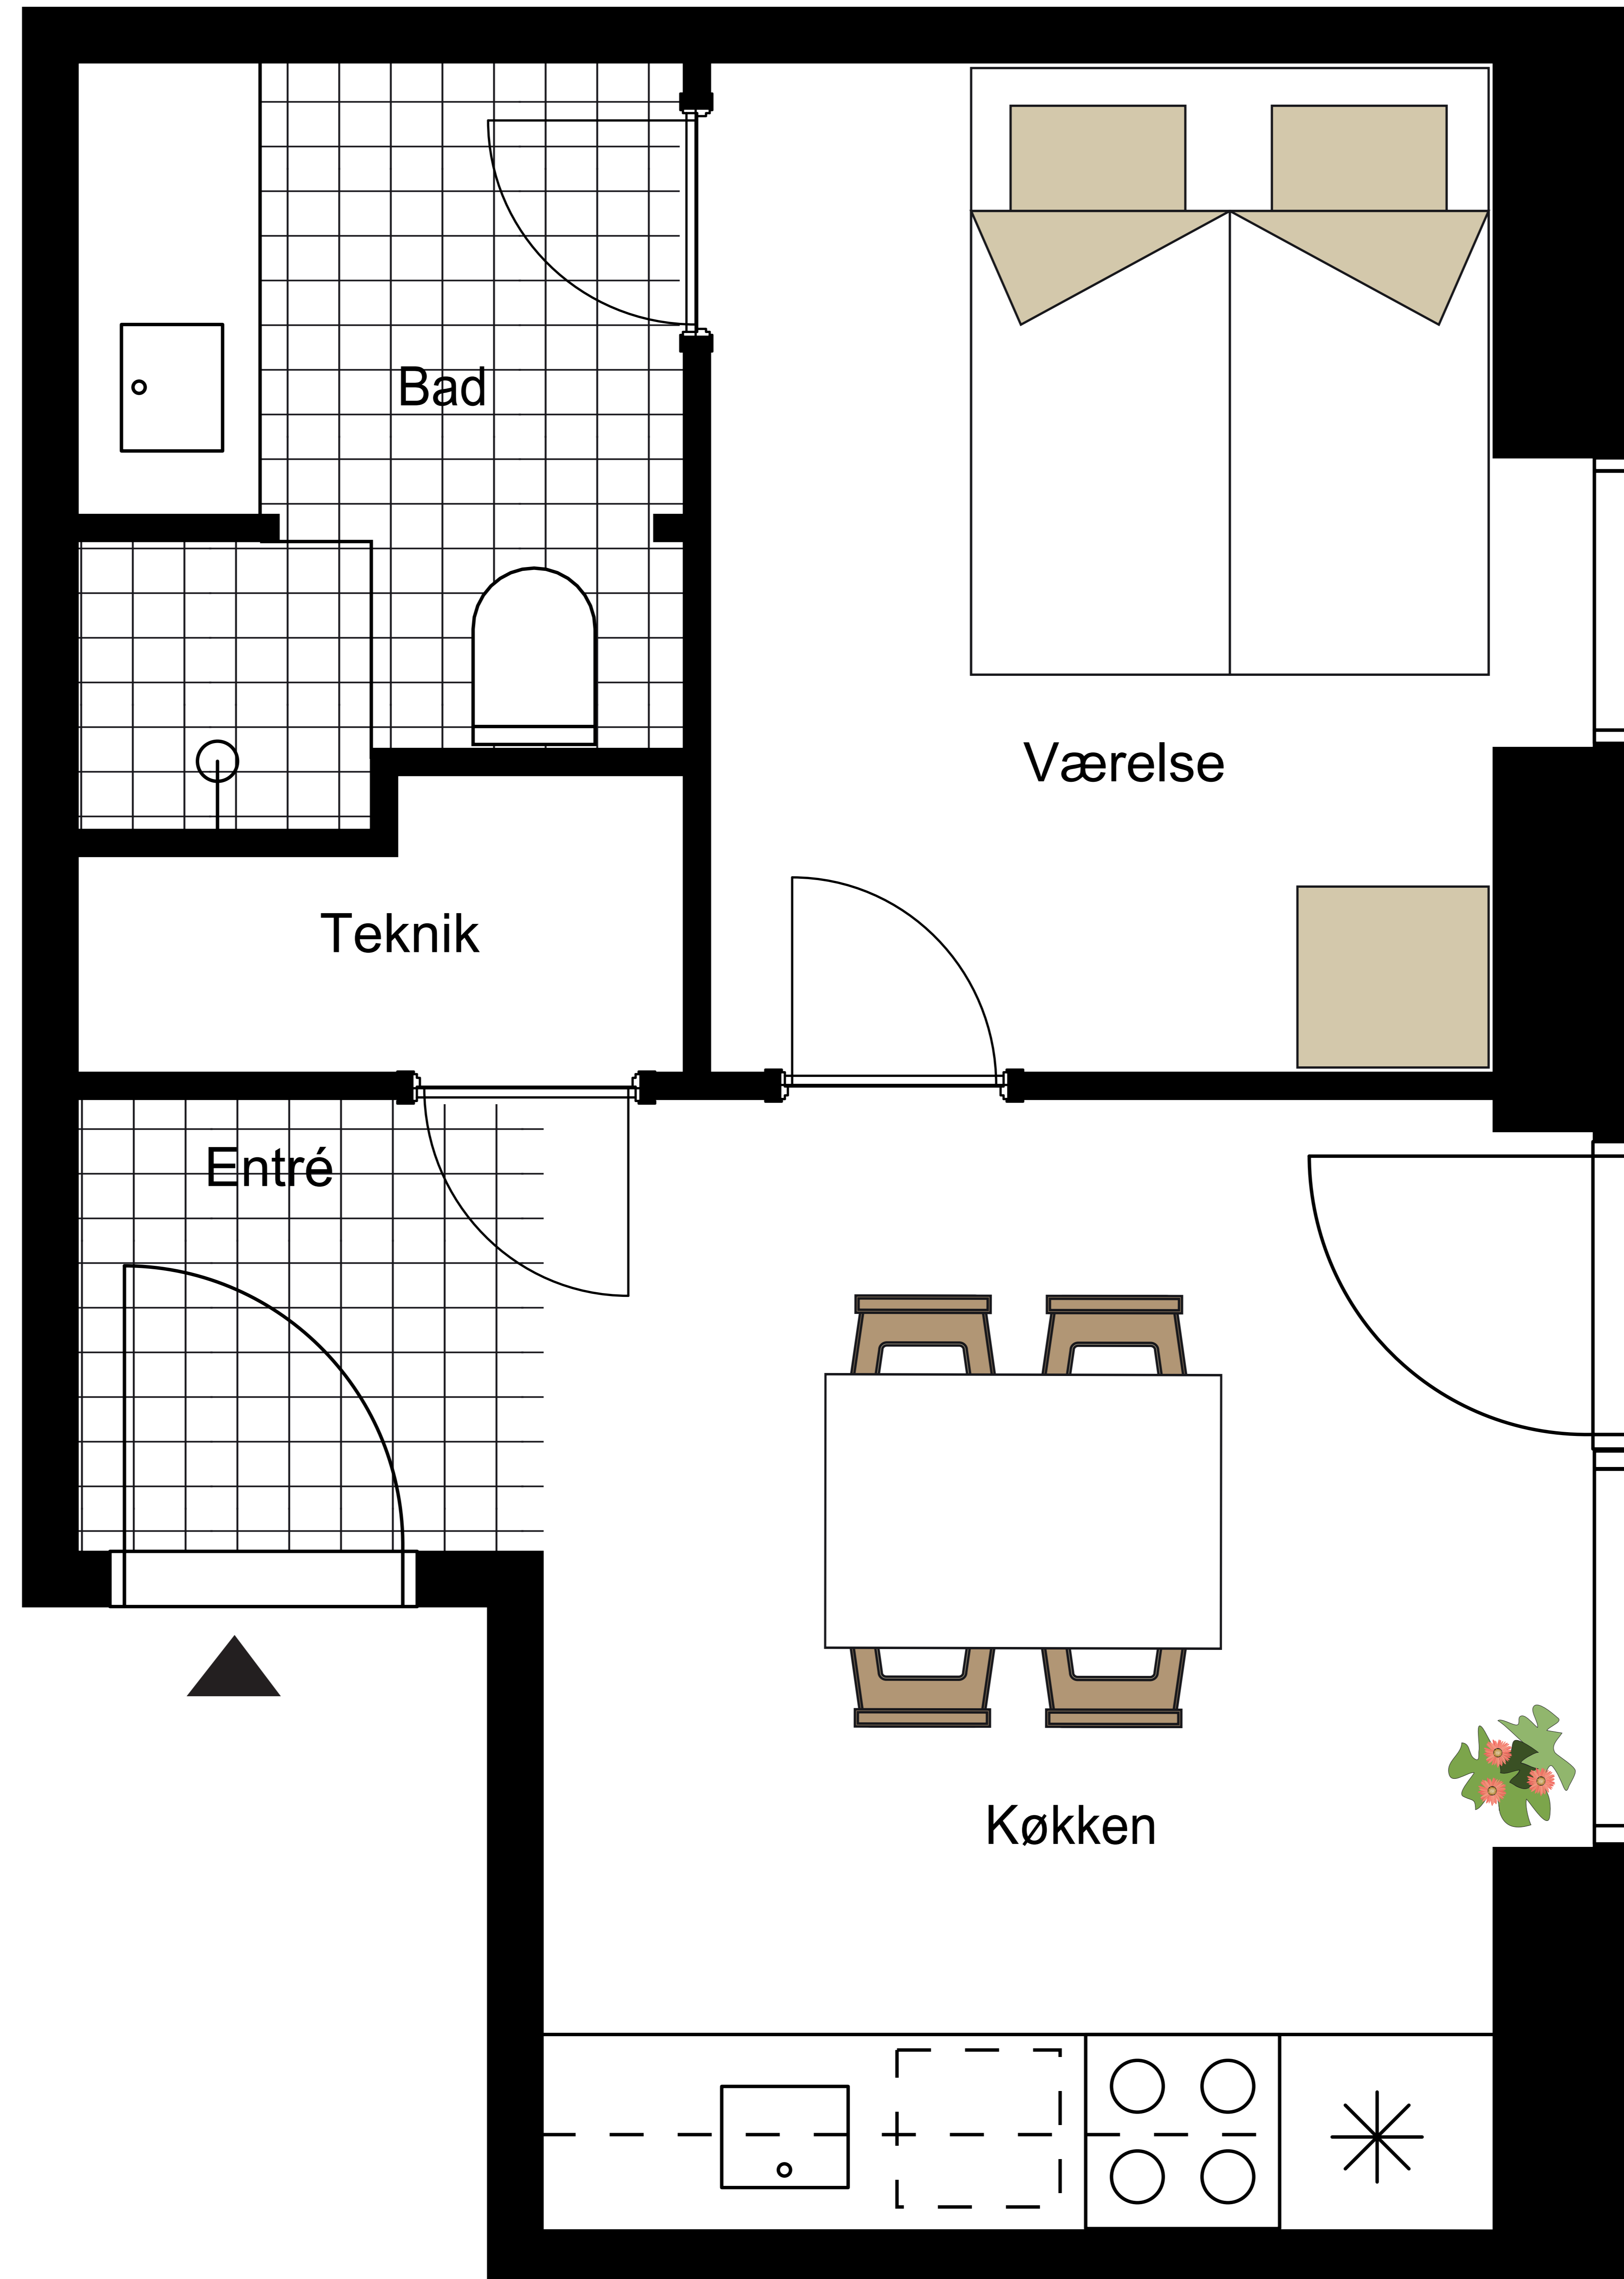 Bad
Værelse
Teknik
Entré
Køkken